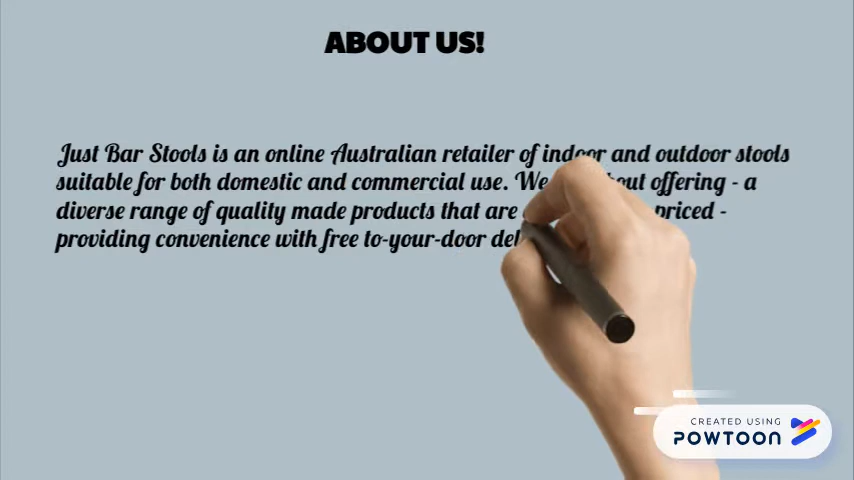 ABOUT US!
Just Bar Stools is an online Australian retailer of indoor and outdoor stools
suitable for both domestic and commercial use. We offering - a
diverse range of quality made products that are priced -
providing convenience with free to-your-door
CREATED USING
POWTOON